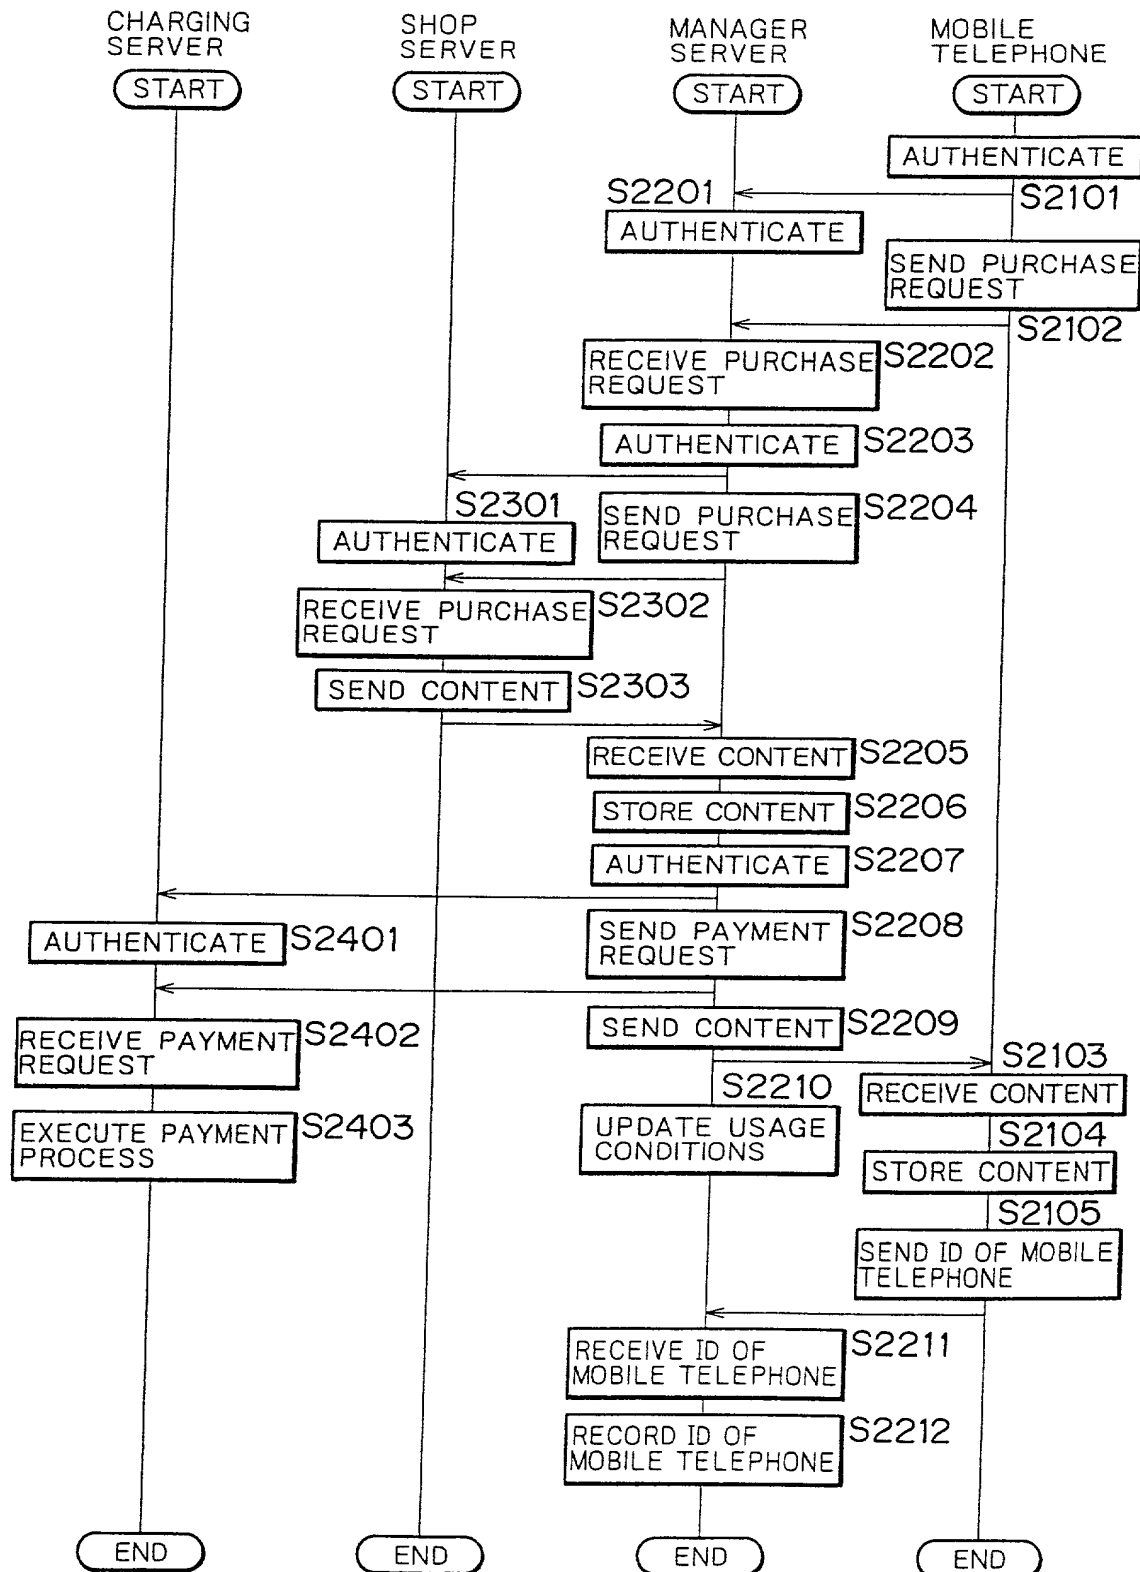 CHARGING
SERVER
SHOP
SERVER
MANAGER
SERVER
MOBILE
TELEPHONE
START
START
START
START
AUTHENTICATE
S2101
S2201
AUTHENTICATE
SEND PURCHASE
REQUEST
S2102
RECEIVE PURCHASE
REQUEST
S2202
AUTHENTICATE
S2203
S2301
AUTHENTICATE
SEND PURCHASE
REQUEST
S2204
RECEIVE PURCHASE
REQUEST
S2302
SEND CONTENT
S2303
RECEIVE CONTENT
S2205
STORE CONTENT
S2206
AUTHENTICATE
S2207
AUTHENTICATE
S2401
SEND PAYMENT
REQUEST
S2208
SEND CONTENT
S2209
RECEIVE PAYMENT
REQUEST
S2402
S2103
RECEIVE CONTENT
S2210
UPDATE USAGE
CONDITIONS
EXECUTE PAYMENT
PROCESS
S2403
S2104
STORE CONTENT
S2105
SEND ID OF MOBILE
TELEPHONE
RECEIVE ID OF
MOBILE TELEPHONE
S2211
RECORD ID OF
MOBILE TELEPHONE
S2212
END
END
END
END